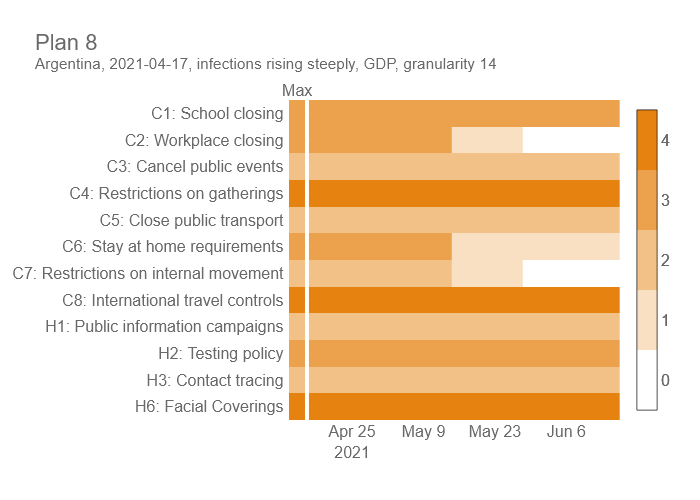 Plan 8
Argentina, 2021-04-17, infections rising steeply, GDP, granularity 14
Max
C1: School closing
C2: Workplace closing
C3: Cancel public events
C4: Restrictions on gatherings
C5: Close public transport
C6: Stay at home requirements
C7: Restrictions on internal movement
C8: International travel controls
H1: Public information campaigns
H2: Testing policy
H3: Contact tracing
H6: Facial Coverings
Apr 25 May 9 May 23 Jun 6
2021
4
3
2
1
0